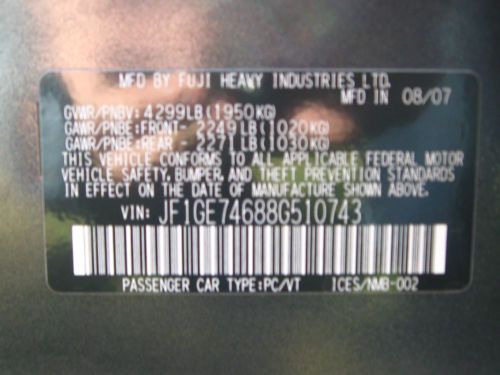 MFD BY FUJI HEAVY INDUSTRIES LTD.
MFD IN 08/07
GVWR/PNBV: 4299LB(1950KG)
GAWR/PNBE:FRONT- 2249LB(1020KG)
GAWR/PNBE:REAR - 2271LB(1030KG)
THIS VEHICLE CONFORMS TO ALL APPLICABLE FEDERAL MOTOR
VEHICLE SAFETY, BUMPER, AND THEFT PREVENTION STANDARDS
IN EFFECT ON THE DATE OF MANUFACTURE SHOWN ABOVE.
VIN: JF1GE74688G510743
PASSENGER CAR TYPE:PC/VT ICES/NMB-002